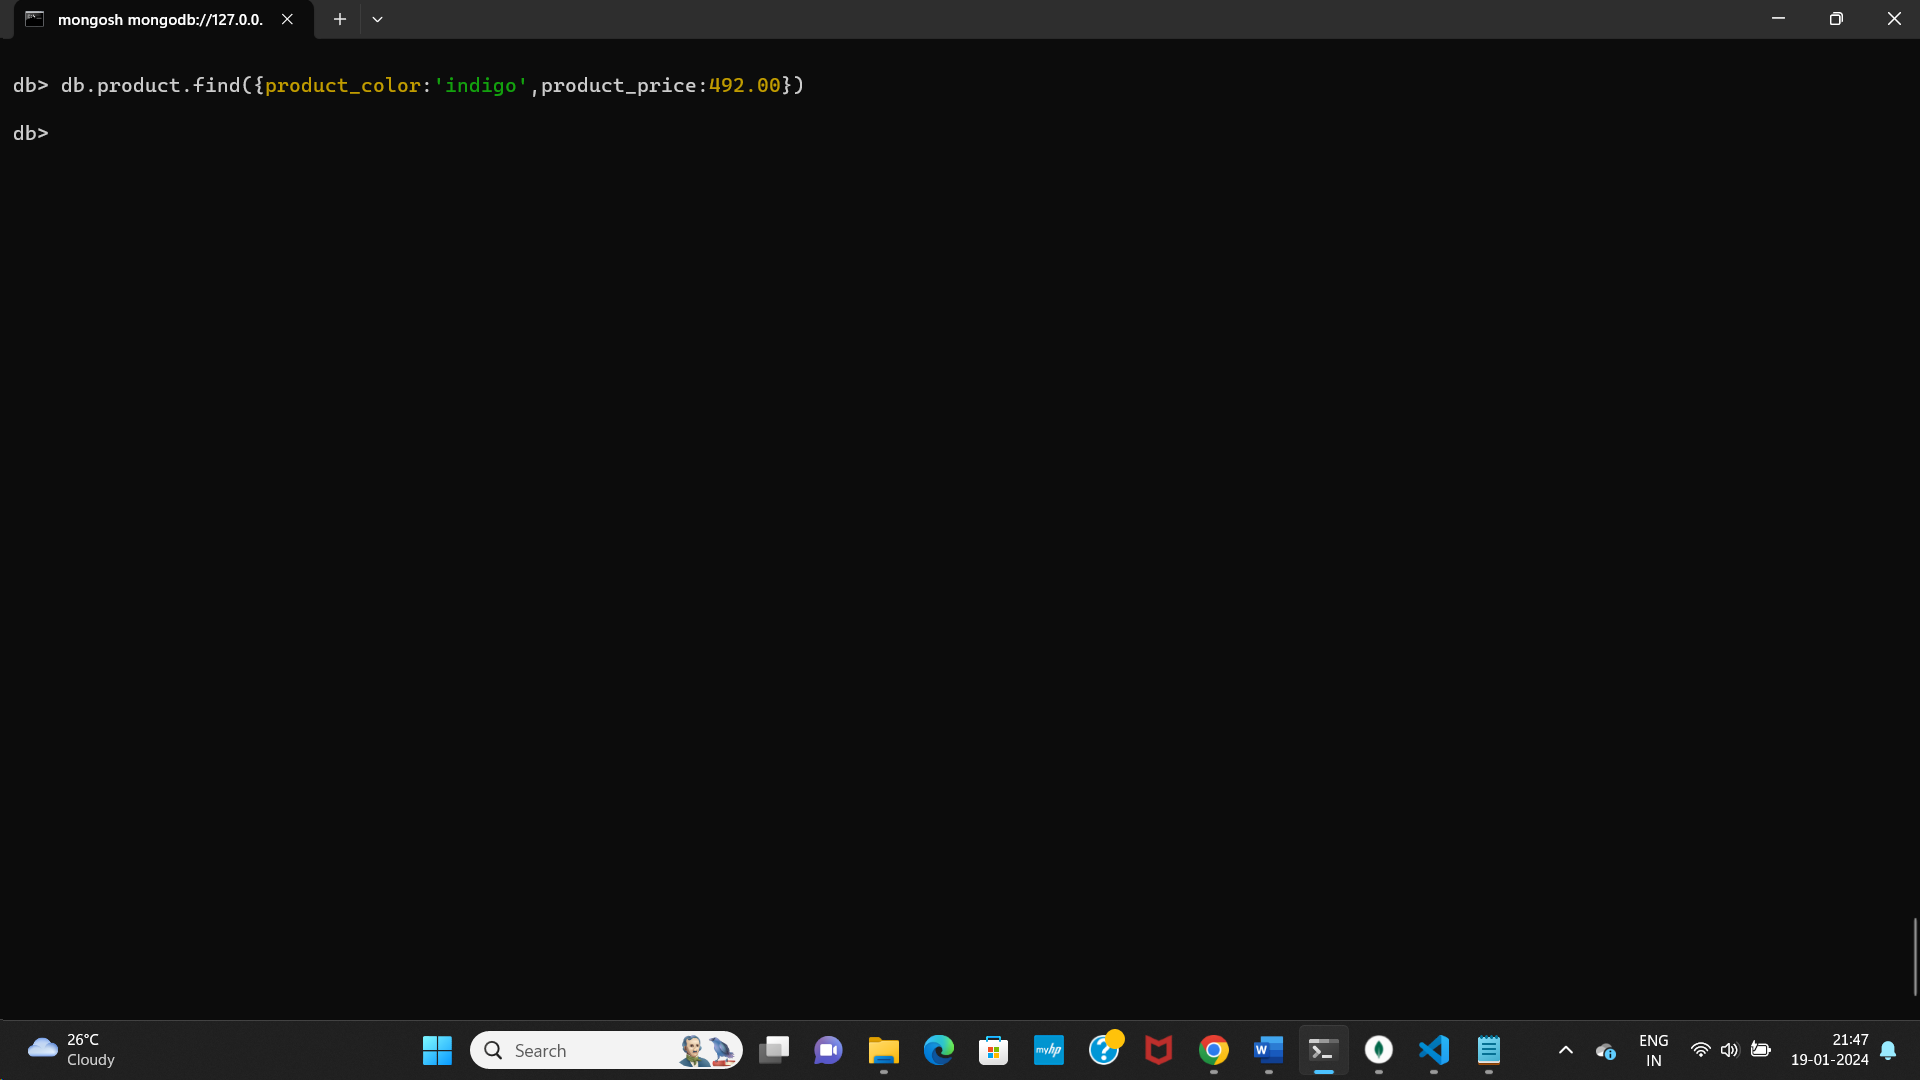 mongosh mongodb://127.0.0.
db> db.product.find({product_color:'indigo',product_price:492.00})
db>
26°C
Cloudy
Search
myhp
W
ENG
IN
21:47
19-01-2024